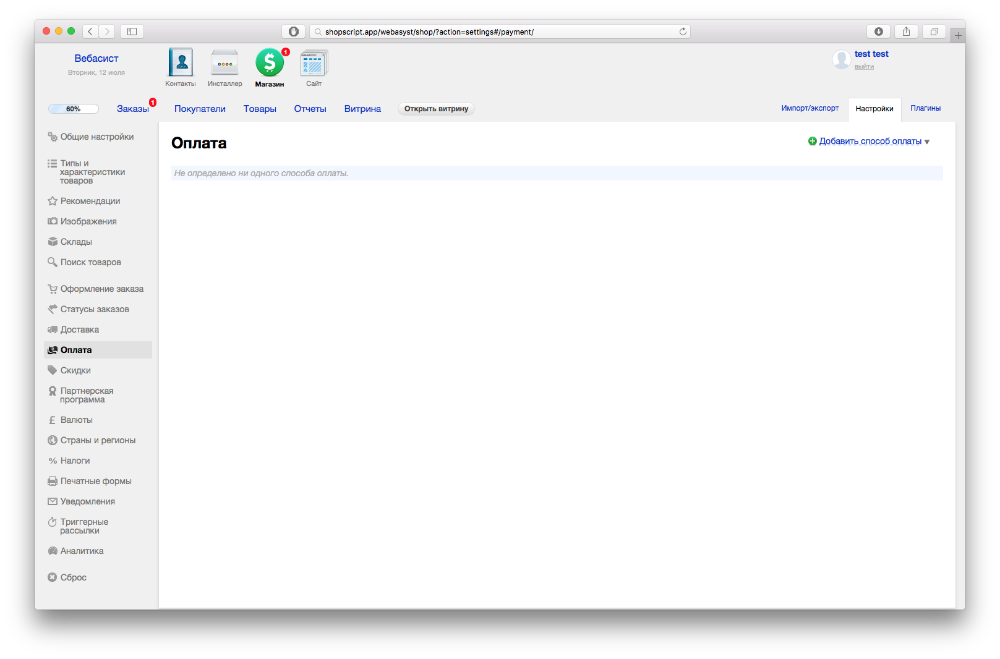 shopscript.app/webasyst/shop/?action=settings#/payment/
Вебасист
Вторник, 12 июля
Контакты
Инсталлер
Магазин
1
Сайт
test test
выйти
60%
Заказы
1
Покупатели
Товары
Отчеты
Витрина
Открыть витрину
Импорт/экспорт
Настройки
Плагины
Общие настройки
Типы и
характеристики
товаров
Рекомендации
Изображения
Склады
Поиск товаров
Оформление заказа
Статусы заказов
Доставка
Оплата
Скидки
Партнерская
программа
Валюты
Страны и регионы
Налоги
Печатные формы
Уведомления
Триггерные
рассылки
Аналитика
Сброс
Оплата
Добавить способ оплаты ▾
Не определено ни одного способа оплаты.